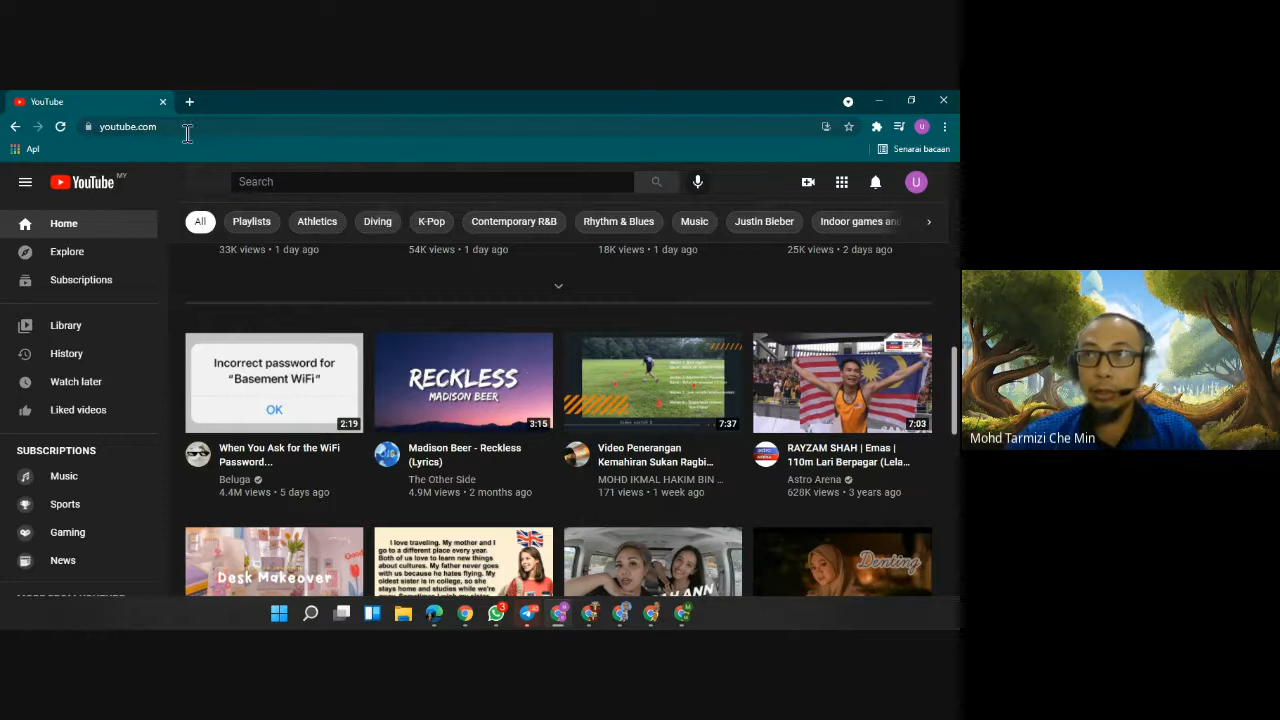 YouTube
youtube.com
Apl
Senarai bacaan
YouTube MY
Search
U
Home
Explore
Subscriptions
Library
History
Watch later
Liked videos
SUBSCRIPTIONS
Music
Sports
Gaming
News
All
Playlists
Athletics
Diving
K-Pop
Contemporary R&B
Rhythm & Blues
Music
Justin Bieber
Indoor games and
33K views • 1 day ago
54K views • 1 day ago
18K views • 1 day ago
25K views • 2 days ago
Incorrect password for
“Basement WiFi”
OK
2:19
When You Ask for the WiFi
Password...
Beluga
4.4M views • 5 days ago
RECKLESS
MADISON BEER
3:15
Madison Beer - Reckless
(Lyrics)
The Other Side
4.9M views • 2 months ago
7:37
Video Penerangan
Kemahiran Sukan Ragbi...
MOHD IKMAL HAKIM BIN ...
171 views • 1 week ago
7:03
RAYZAM SHAH | Emas |
110m Lari Berpagar (Lela...
Astro Arena
628K views • 3 years ago
Desk Makeover
I love traveling. My mother and I
go to a different place every year.
Both of us love to learn new things
about cultures. My father never goes
with us because he hates flying. My
oldest sister is in college, so she
stays home and studies while we're
Denting
Mohd Tarmizi Che Min